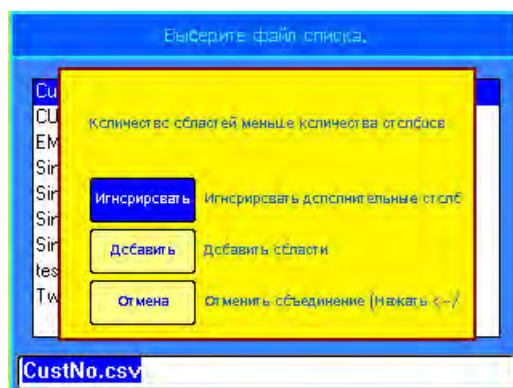 Выберите файл списка.
Cu
CU
EM
Sir
Sir
Sir
Sir
tes
Tw
Количество областей меньше количества столбцов
Игнорировать Игнорировать дополнительные столб
Добавить Добавить области
Отмена Отменить объединение (Нажать <-/
CustNo.csv